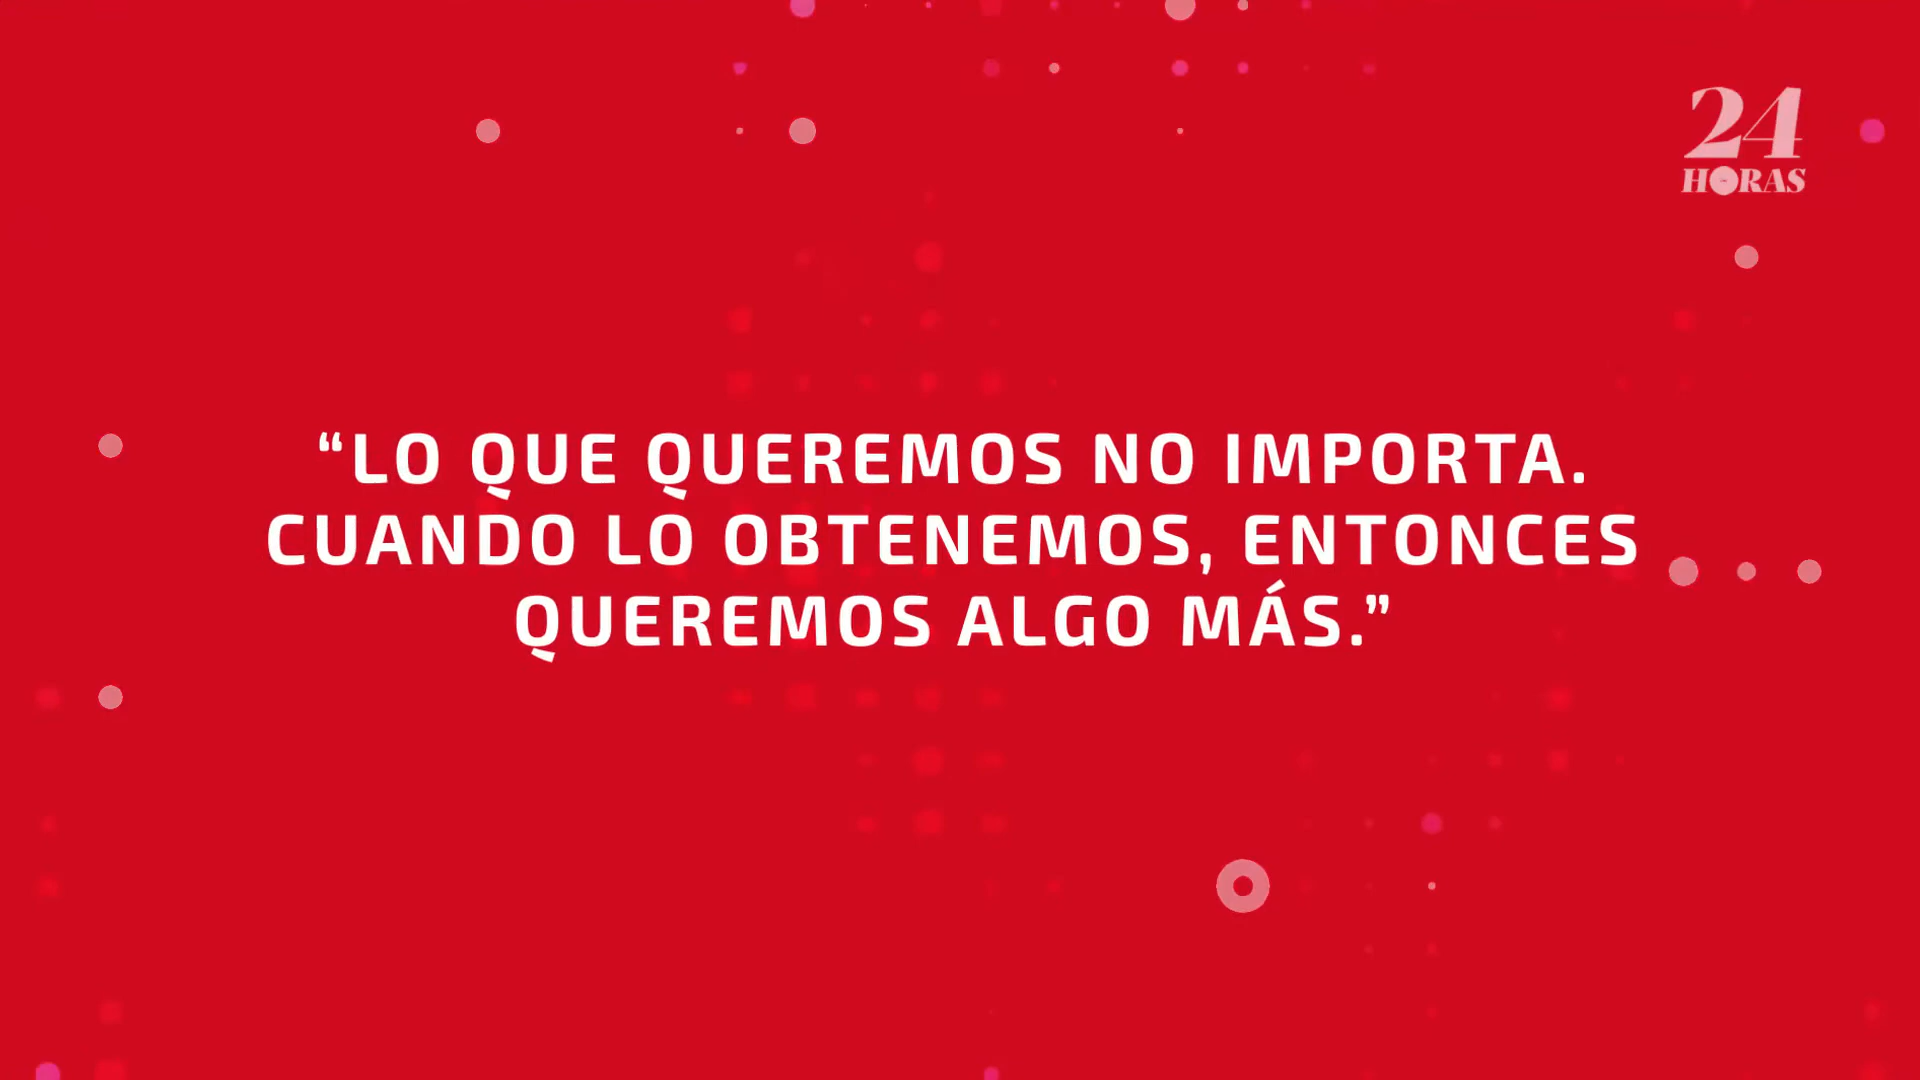 24
HORAS
“LO QUE QUEREMOS NO IMPORTA.
CUANDO LO OBTENEMOS, ENTONCES
QUEREMOS ALGO MÁS.”